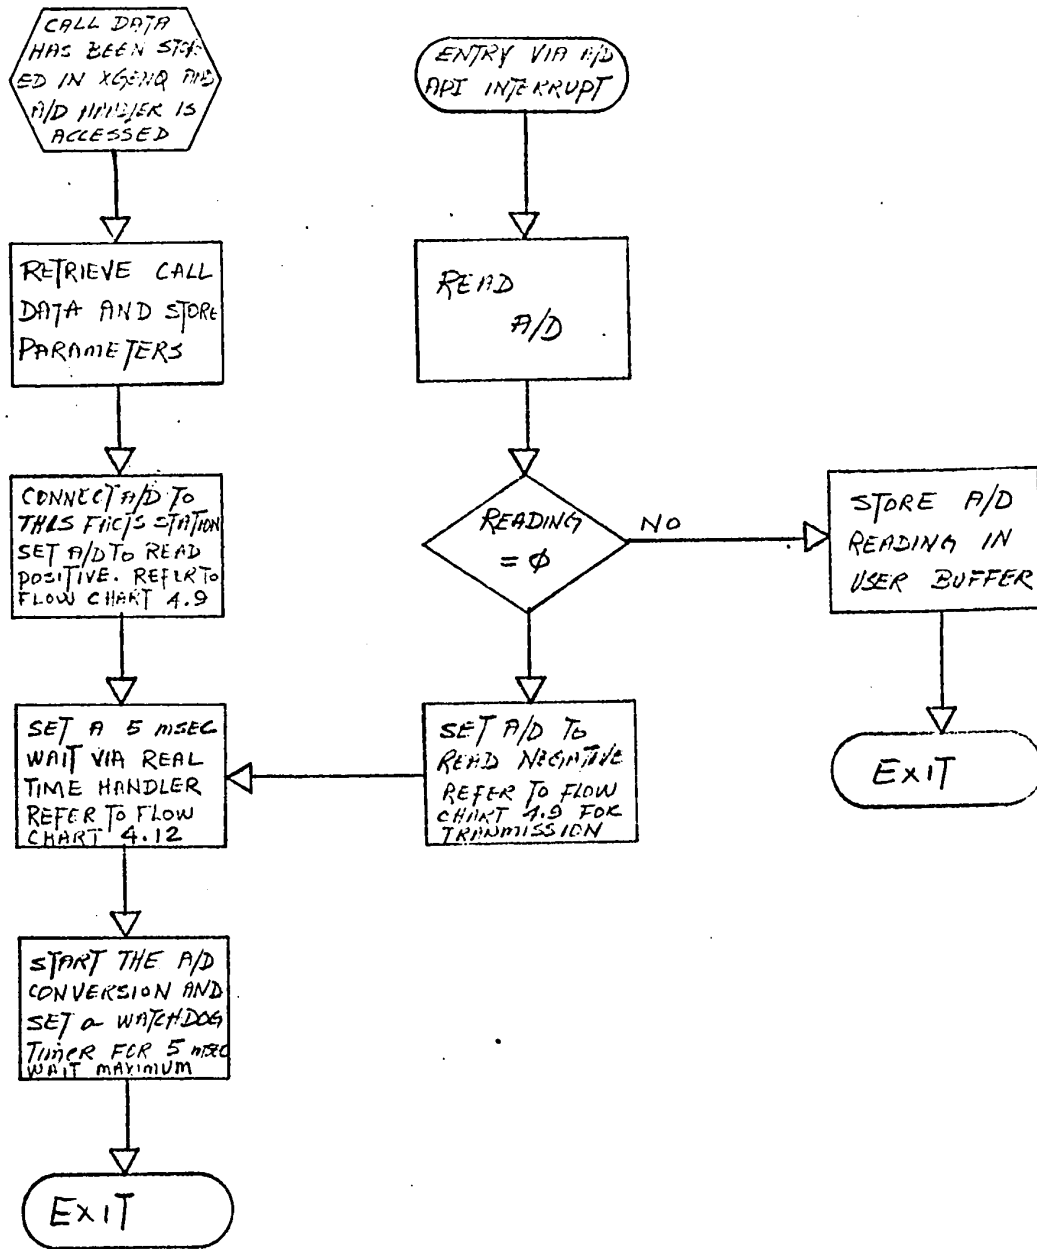 CALL DATA
HAS BEEN STOR
ED IN XGENQ AND
A/D HANDLER IS
ACCESSED
RETRIEVE CALL
DATA AND STORE
PARAMETERS
CONNECT A/D TO
THIS FACTS STATION
SET A/D TO READ
POSITIVE. REFER TO
FLOW CHART 4.9
SET A 5 MSEC
WAIT VIA REAL
TIME HANDLER
REFER TO FLOW
CHART 4.12
START THE A/D
CONVERSION AND
SET a WATCHDOG
TIMER FOR 5 MSEC
WAIT MAXIMUM
EXIT
ENTRY VIA A/D
API INTERRUPT
READ
A/D
READING
= Ø
NO
SET A/D TO
READ NEGATIVE
REFER TO FLOW
CHART 4.9 FOR
TRANMISSION
STORE A/D
READING IN
USER BUFFER
EXIT